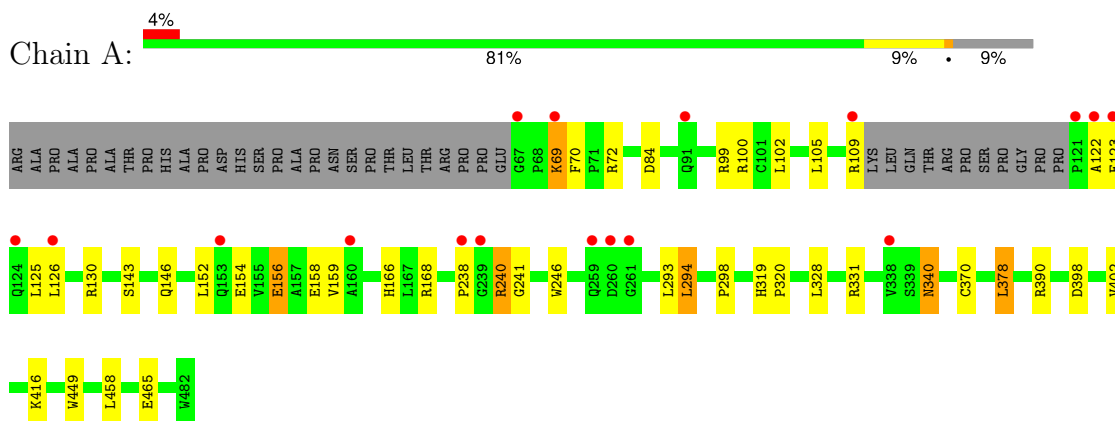 4%
Chain A:
81% 9% • 9%
ARG ALA PRO ALA PRO ALA THR PRO HIS ALA PRO ASP HIS SER PRO ALA PRO ASN SER PRO THR LEU THR ARG PRO PRO GLU G67 P68 K69 F70 P71 R72 D84 Q91 R99 R100 C101 L102 L105 R109 LYS LEU GLN THR ARG PRO SER PRO GLY PRO PRO P121 A122
Q124 L125 L126 R130 S143 Q146 L152 Q153 E154 V155 E156 A157 E158 V159 A160 H166 L167 R168 P238 G239 R240 G241 W246 Q259 D260 G261 L293 L294 P298 H319 P320 L328 R331 V338 S339 N340 C370 L378 R390 D398
K416 W449 L458 E465 W482